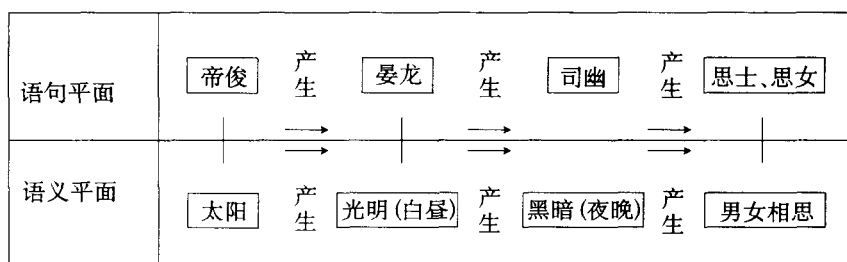 语句平面 帝俊 产生 晏龙 产生 司幽 产生 思士、思女
语义平面 太阳 产生 光明(白昼) 产生 黑暗(夜晚) 产生 男女相思